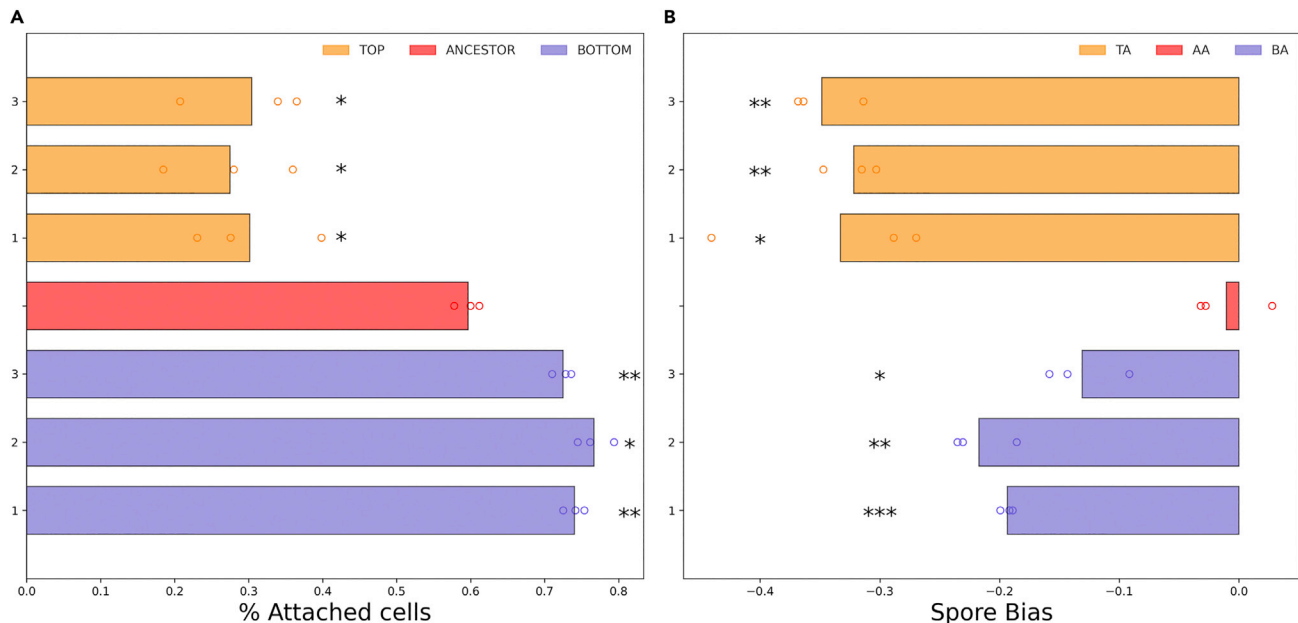 A
TOP ANCESTOR BOTTOM
3 *
2 *
1 *
3 **
2 *
1 **
0.0 0.1 0.2 0.3 0.4 0.5 0.6 0.7 0.8
% Attached cells
B
TA AA BA
3 **
2 **
1 *
3 *
2 **
1 ***
−0.4 −0.3 −0.2 −0.1 0.0
Spore Bias